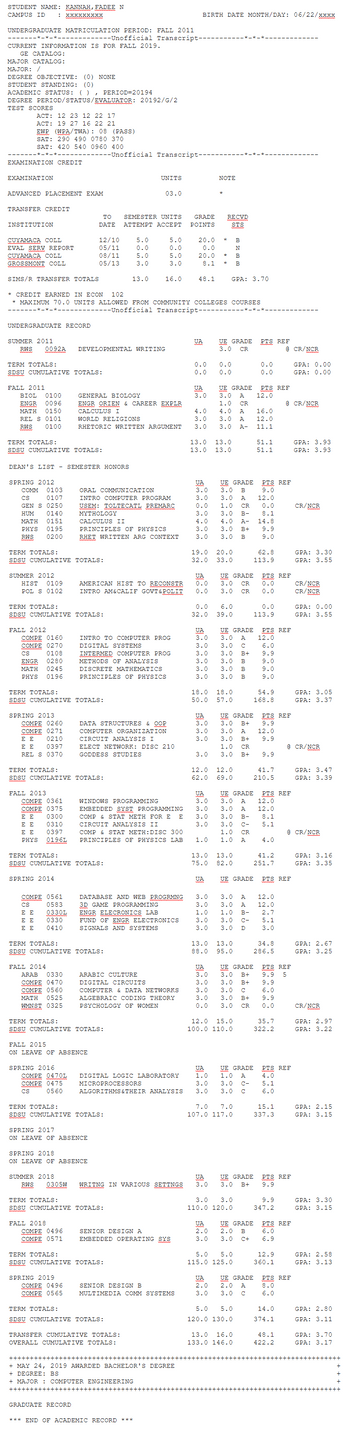 STUDENT NAME: KANNAH,FADEE N
CAMPUS ID   : xxxxxxxxx          BIRTH DATE MONTH/DAY: 06/22/xxxx
UNDERGRADUATE MATRICULATION PERIOD: FALL 2011
-------*-*-*-------------Unofficial Transcript--------*-*-*-------------
CURRENT INFORMATION IS FOR FALL 2019.
GE CATALOG:
MAJOR CATALOG:
MAJOR: /
DEGREE OBJECTIVE: (0) NONE
STUDENT STANDING: (0)
ACADEMIC STATUS: ( ) , PERIOD=20194
DEGREE PERIOD/STATUS/EVALUATOR: 20192/G/2
TEST SCORES
ACT: 12 23 12 22 17
ACT: 19 27 16 22 21
EWP (WPA/TWA): 08 (PASS)
SAT: 290 490 0780 370
SAT: 420 540 0960 400
-------*-*-*-------------Unofficial Transcript--------*-*-*-------------
EXAMINATION CREDIT
EXAMINATION UNITS NOTE
ADVANCED PLACEMENT EXAM 03.0 *
TRANSFER CREDIT
TO SEMESTER UNITS GRADE RECVD
INSTITUTION DATE ATTEMPT ACCEPT POINTS STS
CUYAMACA COLL 12/10 5.0 5.0 20.0 * B
EVAL SERV REPORT 05/11 0.0 0.0 0.0 N
CUYAMACA COLL 08/11 5.0 5.0 20.0 * B
GROSSMONT COLL 05/13 3.0 3.0 8.1 * B
SIMS/R TRANSFER TOTALS 13.0 16.0 48.1 GPA: 3.70
* CREDIT EARNED IN ECON 102
* MAXIMUM 70.0 UNITS ALLOWED FROM COMMUNITY COLLEGES COURSES
-------*-*-*-------------Unofficial Transcript--------*-*-*-------------
UNDERGRADUATE RECORD
SUMMER 2011 UA UE GRADE PTS REF
RWS 0092A DEVELOPMENTAL WRITING 3.0 CR @ CR/NCR
TERM TOTALS: 0.0 0.0 0.0 GPA: 0.00
SDSU CUMULATIVE TOTALS: 0.0 0.0 0.0 GPA: 0.00
FALL 2011 UA UE GRADE PTS REF
BIOL 0100 GENERAL BIOLOGY 3.0 3.0 A 12.0
ENGR 0096 ENGR ORIEN & CAREER EXPLR 1.0 CR @ CR/NCR
MATH 0150 CALCULUS I 4.0 4.0 A 16.0
REL S 0101 WORLD RELIGIONS 3.0 3.0 A 12.0
RWS 0100 RHETORIC WRITTEN ARGUMENT 3.0 3.0 A- 11.1
TERM TOTALS: 13.0 13.0 51.1 GPA: 3.93
SDSU CUMULATIVE TOTALS: 13.0 13.0 51.1 GPA: 3.93
DEAN'S LIST - SEMESTER HONORS
SPRING 2012 UA UE GRADE PTS REF
COMM 0103 ORAL COMMUNICATION 3.0 3.0 B 9.0
CS 0107 INTRO COMPUTER PROGRAM 3.0 3.0 A 12.0
GEN S 0250 USEM: TOLTECATL PREMARC 0.0 1.0 CR 0.0 CR/NCR
HUM 0140 MYTHOLOGY 3.0 3.0 B- 8.1
MATH 0151 CALCULUS II 4.0 4.0 A- 14.8
PHYS 0195 PRINCIPLES OF PHYSICS 3.0 3.0 B+ 9.9
RWS 0200 RHET WRITTEN ARG CONTEXT 3.0 3.0 B 9.0
TERM TOTALS: 19.0 20.0 62.8 GPA: 3.30
SDSU CUMULATIVE TOTALS: 32.0 33.0 113.9 GPA: 3.55
SUMMER 2012 UA UE GRADE PTS REF
HIST 0109 AMERICAN HIST TO RECONSTR 0.0 3.0 CR 0.0 CR/NCR
POL S 0102 INTRO AM&CALIF GOVT&POLIT 0.0 3.0 CR 0.0 CR/NCR
TERM TOTALS: 0.0 6.0 0.0 GPA: 0.00
SDSU CUMULATIVE TOTALS: 32.0 39.0 113.9 GPA: 3.55
FALL 2012 UA UE GRADE PTS REF
COMPE 0160 INTRO TO COMPUTER PROG 3.0 3.0 A 12.0
COMPE 0270 DIGITAL SYSTEMS 3.0 3.0 C 6.0
CS 0108 INTERMED COMPUTER PROG 3.0 3.0 B+ 9.9
ENGR 0280 METHODS OF ANALYSIS 3.0 3.0 B 9.0
MATH 0245 DISCRETE MATHEMATICS 3.0 3.0 B 9.0
PHYS 0196 PRINCIPLES OF PHYSICS 3.0 3.0 B 9.0
TERM TOTALS: 18.0 18.0 54.9 GPA: 3.05
SDSU CUMULATIVE TOTALS: 50.0 57.0 168.8 GPA: 3.37
SPRING 2013 UA UE GRADE PTS REF
COMPE 0260 DATA STRUCTURES & OOP 3.0 3.0 B+ 9.9
COMPE 0271 COMPUTER ORGANIZATION 3.0 3.0 A 12.0
E E 0210 CIRCUIT ANALYSIS I 3.0 3.0 B+ 9.9
E E 0397 ELECT NETWORK: DISC 210 1.0 CR @ CR/NCR
REL S 0370 GODDESS STUDIES 3.0 3.0 B+ 9.9
TERM TOTALS: 12.0 12.0 41.7 GPA: 3.47
SDSU CUMULATIVE TOTALS: 62.0 69.0 210.5 GPA: 3.39
FALL 2013 UA UE GRADE PTS REF
COMPE 0361 WINDOWS PROGRAMMING 3.0 3.0 A 12.0
COMPE 0375 EMBEDDED SYST PROGRAMMING 3.0 3.0 A 12.0
E E 0300 COMP & STAT METH FOR E E 3.0 3.0 B- 8.1
E E 0310 CIRCUIT ANALYSIS II 3.0 3.0 C- 5.1
E E 0397 COMP & STAT METH:DISC 300 1.0 CR @ CR/NCR
PHYS 0196L PRINCIPLES OF PHYSICS LAB 1.0 1.0 A 4.0
TERM TOTALS: 13.0 13.0 41.2 GPA: 3.16
SDSU CUMULATIVE TOTALS: 75.0 82.0 251.7 GPA: 3.35
SPRING 2014 UA UE GRADE PTS REF
COMPE 0561 DATABASE AND WEB PROGRMNG 3.0 3.0 A 12.0
CS 0583 3D GAME PROGRAMMING 3.0 3.0 A 12.0
E E 0330L ENGR ELECRONICS LAB 1.0 1.0 B- 2.7
E E 0330 FUND OF ENGR ELECTRONICS 3.0 3.0 C- 5.1
E E 0410 SIGNALS AND SYSTEMS 3.0 3.0 D 3.0
TERM TOTALS: 13.0 13.0 34.8 GPA: 2.67
SDSU CUMULATIVE TOTALS: 88.0 95.0 286.5 GPA: 3.25
FALL 2014 UA UE GRADE PTS REF
ARAB 0330 ARABIC CULTURE 3.0 3.0 B+ 9.9 5
COMPE 0470 DIGITAL CIRCUITS 3.0 3.0 B+ 9.9
COMPE 0560 COMPUTER & DATA NETWORKS 3.0 3.0 C 6.0
MATH 0525 ALGEBRAIC CODING THEORY 3.0 3.0 B+ 9.9
WMNST 0325 PSYCHOLOGY OF WOMEN 0.0 3.0 CR 0.0 CR/NCR
TERM TOTALS: 12.0 15.0 35.7 GPA: 2.97
SDSU CUMULATIVE TOTALS: 100.0 110.0 322.2 GPA: 3.22
FALL 2015
ON LEAVE OF ABSENCE
SPRING 2016 UA UE GRADE PTS REF
COMPE 0470L DIGITAL LOGIC LABORATORY 1.0 1.0 A 4.0
COMPE 0475 MICROPROCESSORS 3.0 3.0 C- 5.1
CS 0560 ALGORITHMS&THEIR ANALYSIS 3.0 3.0 C 6.0
TERM TOTALS: 7.0 7.0 15.1 GPA: 2.15
SDSU CUMULATIVE TOTALS: 107.0 117.0 337.3 GPA: 3.15
SPRING 2017
ON LEAVE OF ABSENCE
SPRING 2018
ON LEAVE OF ABSENCE
SUMMER 2018 UA UE GRADE PTS REF
RWS 0305W WRITNG IN VARIOUS SETTNGS 3.0 3.0 B+ 9.9
TERM TOTALS: 3.0 3.0 9.9 GPA: 3.30
SDSU CUMULATIVE TOTALS: 110.0 120.0 347.2 GPA: 3.15
FALL 2018 UA UE GRADE PTS REF
COMPE 0496 SENIOR DESIGN A 2.0 2.0 B 6.0
COMPE 0571 EMBEDDED OPERATING SYS 3.0 3.0 C+ 6.9
TERM TOTALS: 5.0 5.0 12.9 GPA: 2.58
SDSU CUMULATIVE TOTALS: 115.0 125.0 360.1 GPA: 3.13
SPRING 2019 UA UE GRADE PTS REF
COMPE 0496 SENIOR DESIGN B 2.0 2.0 A 8.0
COMPE 0565 MULTIMEDIA COMM SYSTEMS 3.0 3.0 C 6.0
TERM TOTALS: 5.0 5.0 14.0 GPA: 2.80
SDSU CUMULATIVE TOTALS: 120.0 130.0 374.1 GPA: 3.11
TRANSFER CUMULATIVE TOTALS: 13.0 16.0 48.1 GPA: 3.70
OVERALL CUMULATIVE TOTALS: 133.0 146.0 422.2 GPA: 3.17
++++++++++++++++++++++++++++++++++++++++++++++++++++++++++++++++++++++++
+ MAY 24, 2019 AWARDED BACHELOR'S DEGREE +
+ DEGREE: BS +
+ MAJOR : COMPUTER ENGINEERING +
++++++++++++++++++++++++++++++++++++++++++++++++++++++++++++++++++++++++
GRADUATE RECORD
*** END OF ACADEMIC RECORD ***